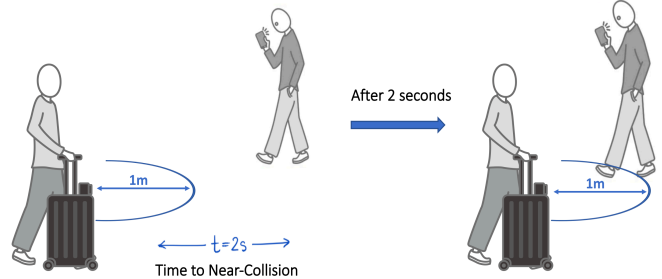 1m
t=2s
Time to Near-Collision
After 2 seconds
1m